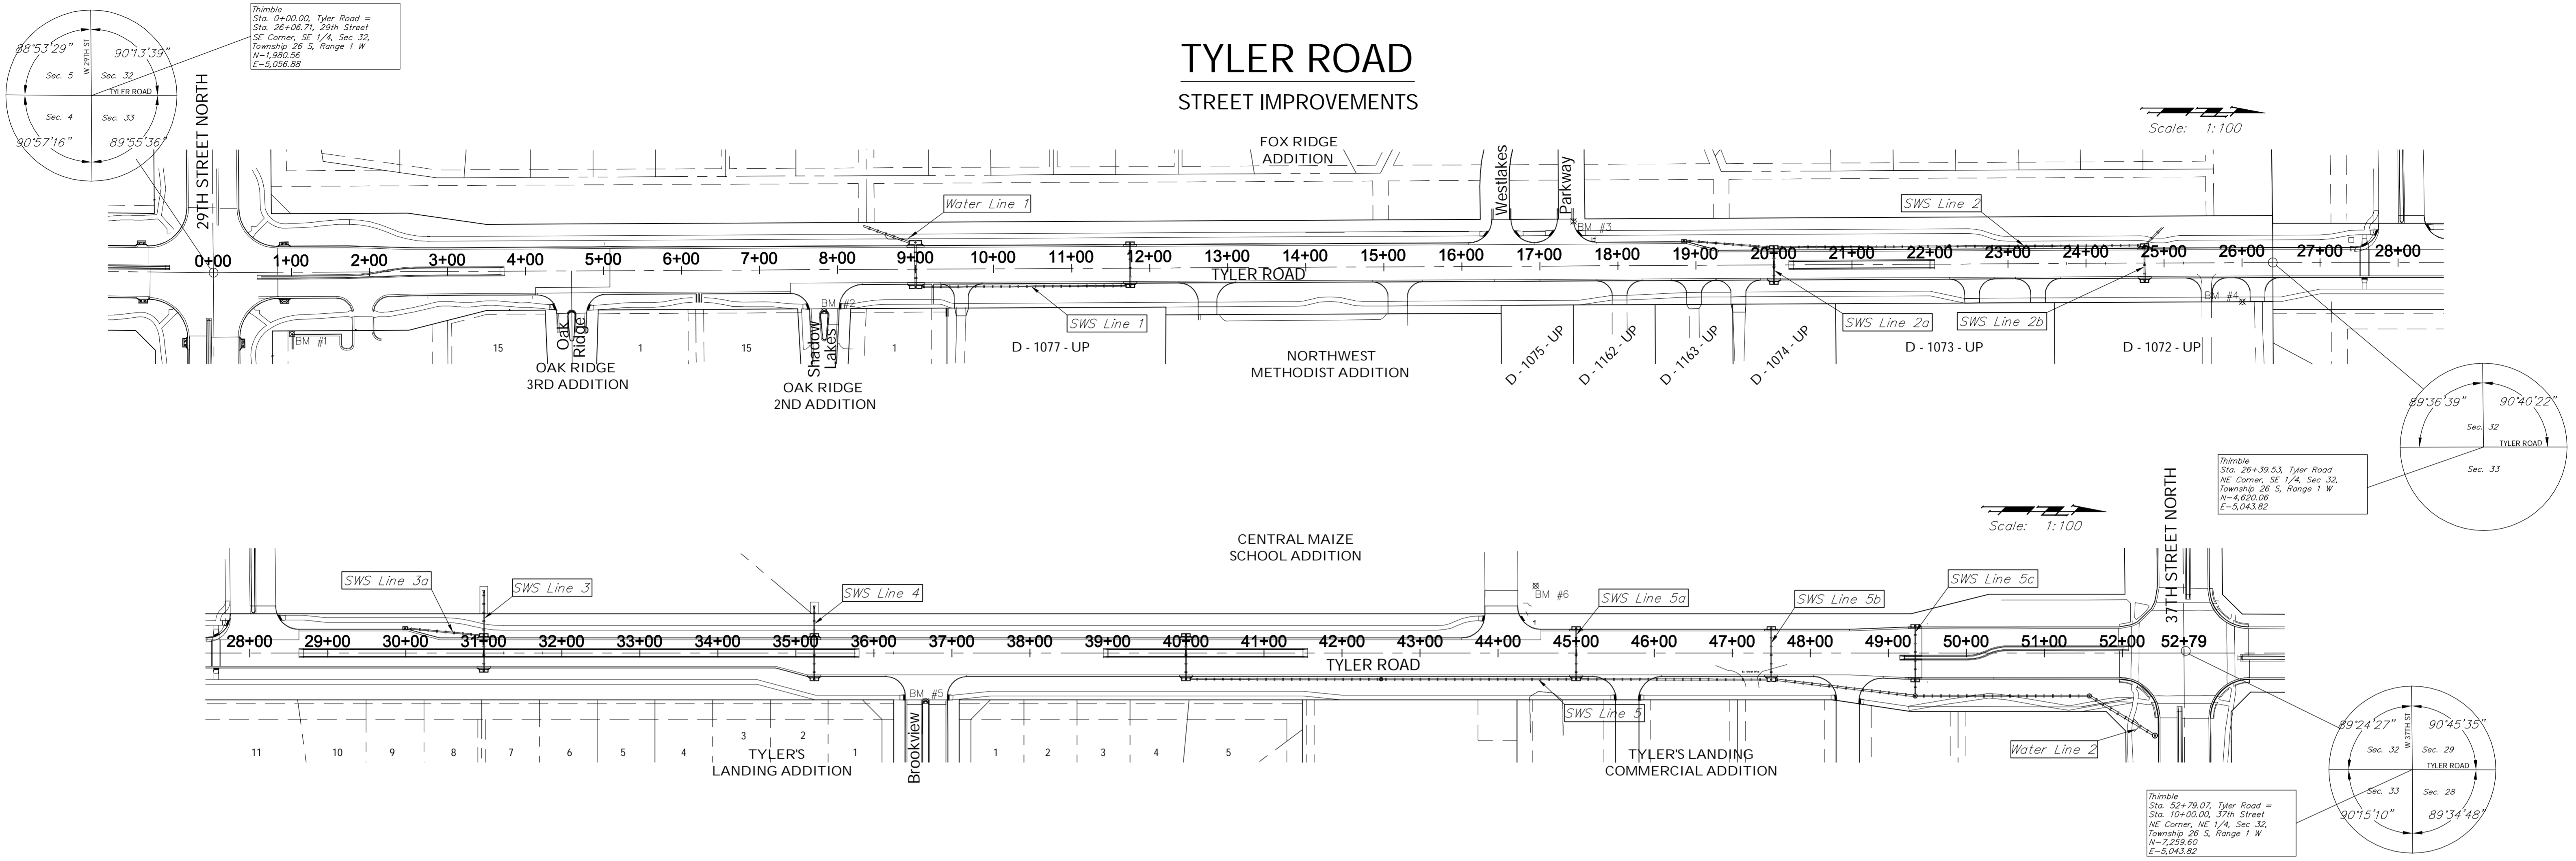 TYLER ROAD
STREET IMPROVEMENTS
Thimble
Sta. 0+00.00, Tyler Road =
Sta. 26+06.71, 29th Street
SE Corner, SE 1/4, Sec 32,
Township 26 S, Range 1 W
N-1,980.56
E-5,056.88
88°53'29"
90°13'39"
W 29TH ST
Sec. 5
Sec. 32
TYLER ROAD
Sec. 4
Sec. 33
90°57'16"
89°55'36"
29TH STREET NORTH
Scale: 1:100
FOX RIDGE
ADDITION
Westlakes
Parkway
Water Line 1
SWS Line 2
BM #3
0+00 1+00 2+00 3+00 4+00 5+00 6+00 7+00 8+00 9+00 10+00 11+00 12+00 13+00 14+00 15+00 16+00 17+00 18+00 19+00 20+00 21+00 22+00 23+00 24+00 25+00 26+00 27+00 28+00
TYLER ROAD
BM #1
BM #2
BM #4
SWS Line 1
SWS Line 2a
SWS Line 2b
15
Oak
Ridge
1
15
Shadow
Lakes
1
D - 1077 - UP
D - 1075 - UP
D - 1162 - UP
D - 1163 - UP
D - 1074 - UP
D - 1073 - UP
D - 1072 - UP
OAK RIDGE
3RD ADDITION
OAK RIDGE
2ND ADDITION
NORTHWEST
METHODIST ADDITION
89°36'39"
90°40'22"
Sec. 32
TYLER ROAD
Sec. 33
Thimble
Sta. 26+39.53, Tyler Road
NE Corner, SE 1/4, Sec 32,
Township 26 S, Range 1 W
N-4,620.06
E-5,043.82
37TH STREET NORTH
Scale: 1:100
CENTRAL MAIZE
SCHOOL ADDITION
SWS Line 3a
SWS Line 3
SWS Line 4
BM #6
SWS Line 5a
SWS Line 5b
SWS Line 5c
28+00 29+00 30+00 31+00 32+00 33+00 34+00 35+00 36+00 37+00 38+00 39+00 40+00 41+00 42+00 43+00 44+00 45+00 46+00 47+00 48+00 49+00 50+00 51+00 52+00 52+79
TYLER ROAD
BM #5
SWS Line 5
Water Line 2
11 10 9 8 7 6 5 4 3 2 1
Brookview
1 2 3 4 5
TYLER'S
LANDING ADDITION
TYLER'S LANDING
COMMERCIAL ADDITION
89°24'27"
90°45'35"
W 37TH ST
Sec. 32
Sec. 29
TYLER ROAD
Sec. 33
Sec. 28
90°15'10"
89°34'48"
Thimble
Sta. 52+79.07, Tyler Road =
Sta. 10+00.00, 37th Street
NE Corner, NE 1/4, Sec 32,
Township 26 S, Range 1 W
N-7,259.60
E-5,043.82